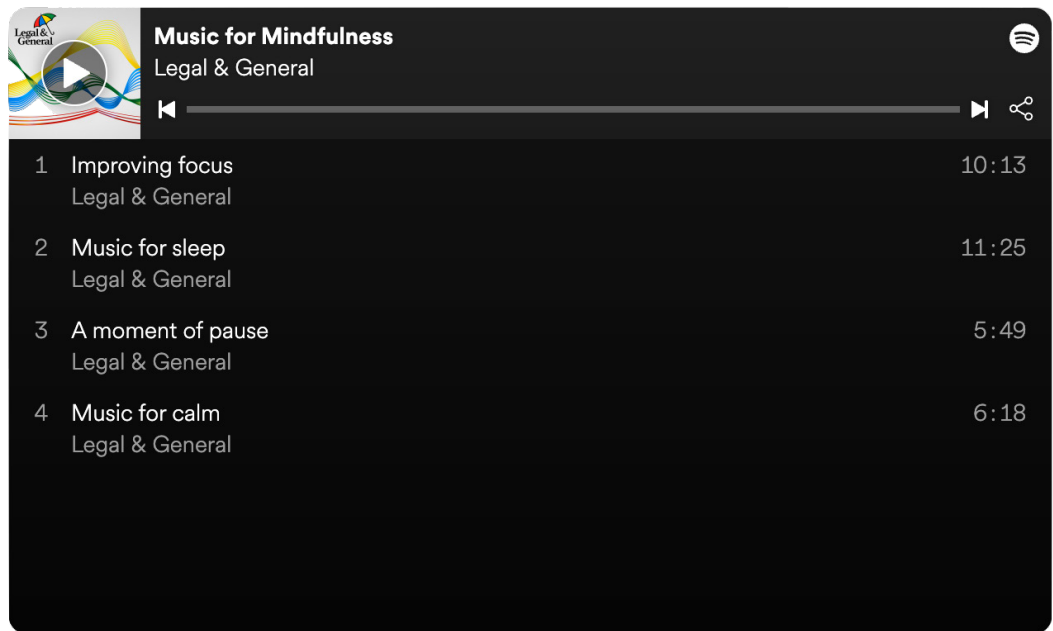 Legal &
General
Music for Mindfulness
Legal & General
1 Improving focus 10:13
Legal & General
2 Music for sleep 11:25
Legal & General
3 A moment of pause 5:49
Legal & General
4 Music for calm 6:18
Legal & General